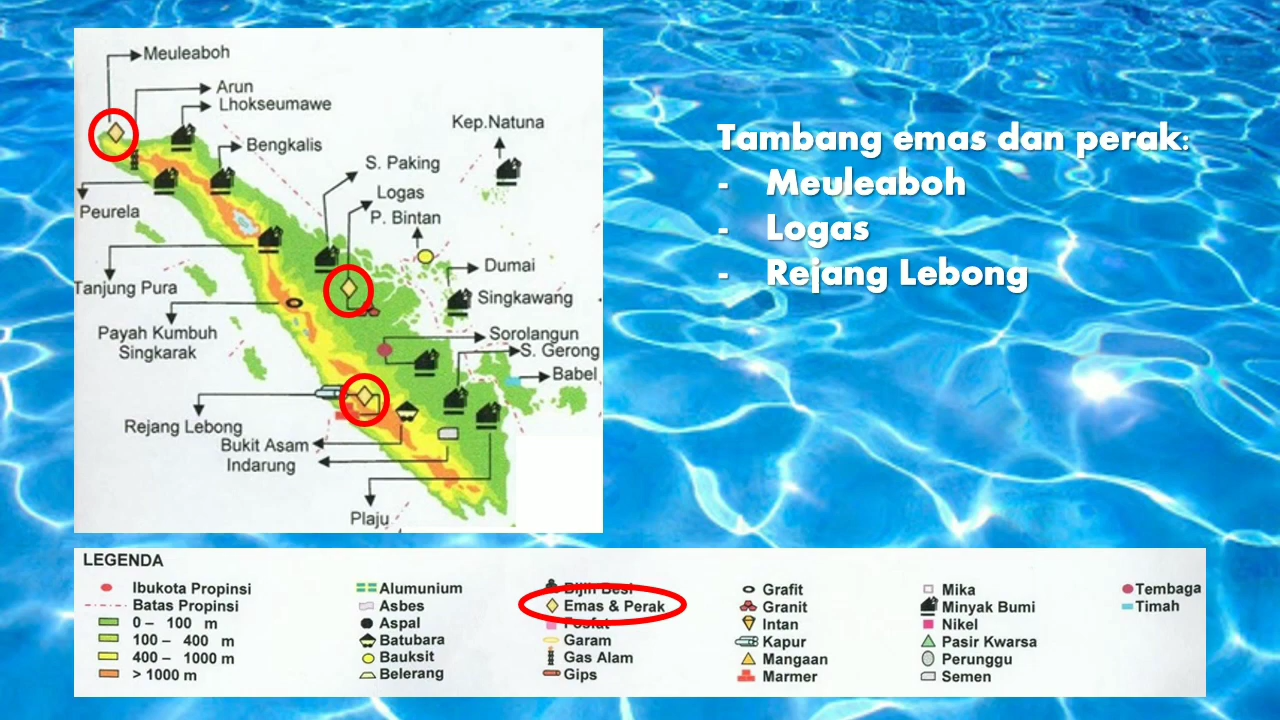 Meuleaboh
Arun
Lhokseumawe
Bengkalis
Kep.Natuna
S. Paking
Logas
P. Bintan
Peurela
Dumai
Tanjung Pura
Singkawang
Payah Kumbuh
Singkarak
Sorolangun
S. Gerong
Babel
Rejang Lebong
Bukit Asam
Indarung
Plaju
Tambang emas dan perak:
- Meuleaboh
- Logas
- Rejang Lebong
LEGENDA
Ibukota Propinsi
Batas Propinsi
0 – 100 m
100 – 400 m
400 – 1000 m
> 1000 m
Alumunium
Asbes
Aspal
Batubara
Bauksit
Belerang
Bijih Besi
Emas & Perak
Fosfat
Garam
Gas Alam
Gips
Grafit
Granit
Intan
Kapur
Mangaan
Marmer
Mika
Minyak Bumi
Nikel
Pasir Kwarsa
Perunggu
Semen
Tembaga
Timah